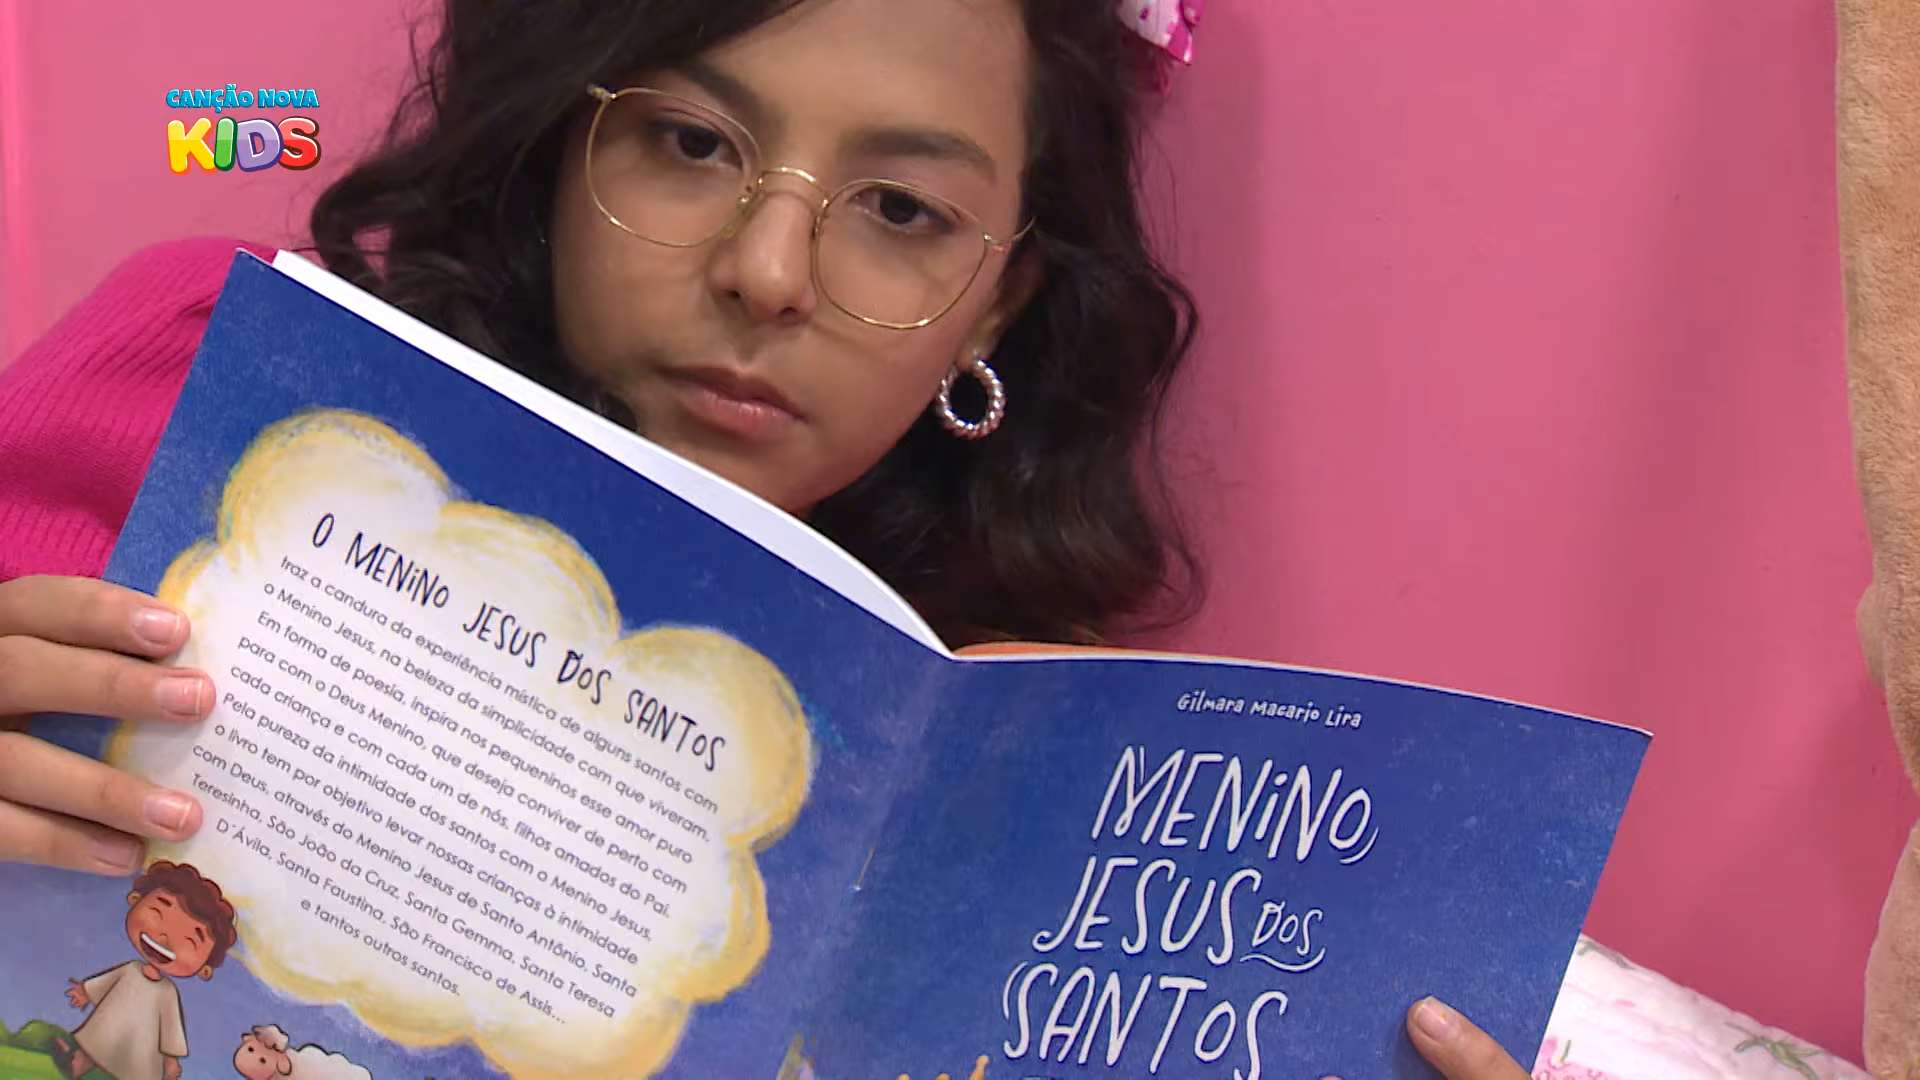 CANÇÃO NOVA
KIDS
O MENINO JESUS DOS SANTOS
traz a candura da experiência mística de alguns santos com
o Menino Jesus, na beleza da simplicidade com que viveram.
Em forma de poesia, inspira nos pequeninos esse amor puro
para com o Deus Menino, que deseja conviver de perto com
cada criança e com cada um de nós, filhos amados do Pai.
Pela pureza da intimidade dos santos com o Menino Jesus,
o livro tem por objetivo levar nossas crianças à intimidade
com Deus, através do Menino Jesus de Santo Antônio, Santa
Teresinha, São João da Cruz, Santa Gemma, Santa Teresa
D´Ávila, Santa Faustina, São Francisco de Assis...
e tantos outros santos.
Gilmara Macario Lira
MENINO
JESUS DOS
SANTOS